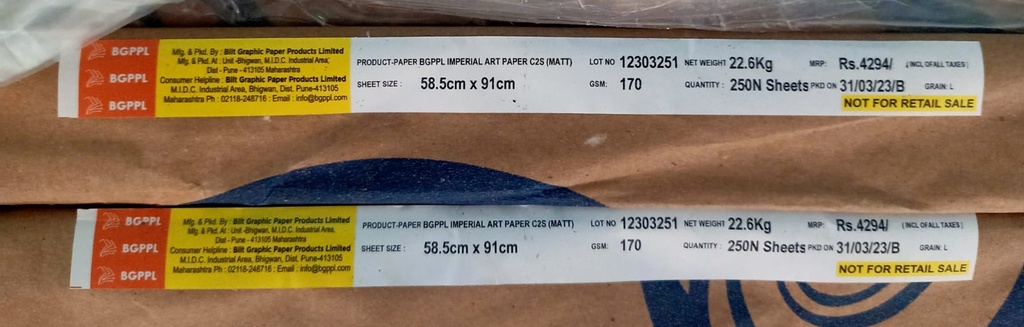 BGPPL
BGPPL
BGPPL
Mfg. & Pkd. By : Bilt Graphic Paper Products Limited
Mfg. & Pkd. At : Unit -Bhigwan, M.I.D.C. Industrial Area,
Dist - Pune - 413105 Maharashtra
Consumer Helpline : Bilt Graphic Paper Products Limited
M.I.D.C. Industrial Area, Bhigwan, Dist. Pune-413105
Maharashtra Ph : 02118-248716 : Email : info@bgppl.com
PRODUCT-PAPER BGPPL IMPERIAL ART PAPER C2S (MATT) LOT NO 12303251 NET WEIGHT 22.6Kg MRP: Rs.4294/ (INCL OF ALL TAXES)
SHEET SIZE : 58.5cm x 91cm GSM: 170 QUANTITY : 250N Sheets PKD ON 31/03/23/B GRAIN: L
NOT FOR RETAIL SALE
BGPPL
BGPPL
BGPPL
Mfg. & Pkd. By : Bilt Graphic Paper Products Limited
Mfg. & Pkd. At : Unit -Bhigwan, M.I.D.C. Industrial Area,
Dist - Pune - 413105 Maharashtra
Consumer Helpline : Bilt Graphic Paper Products Limited
M.I.D.C. Industrial Area, Bhigwan, Dist. Pune-413105
Maharashtra Ph : 02118-248716 : Email : info@bgppl.com
PRODUCT-PAPER BGPPL IMPERIAL ART PAPER C2S (MATT) LOT NO 12303251 NET WEIGHT 22.6Kg MRP: Rs.4294/ (INCL OF ALL TAXES)
SHEET SIZE : 58.5cm x 91cm GSM: 170 QUANTITY : 250N Sheets PKD ON 31/03/23/B GRAIN: L
NOT FOR RETAIL SALE